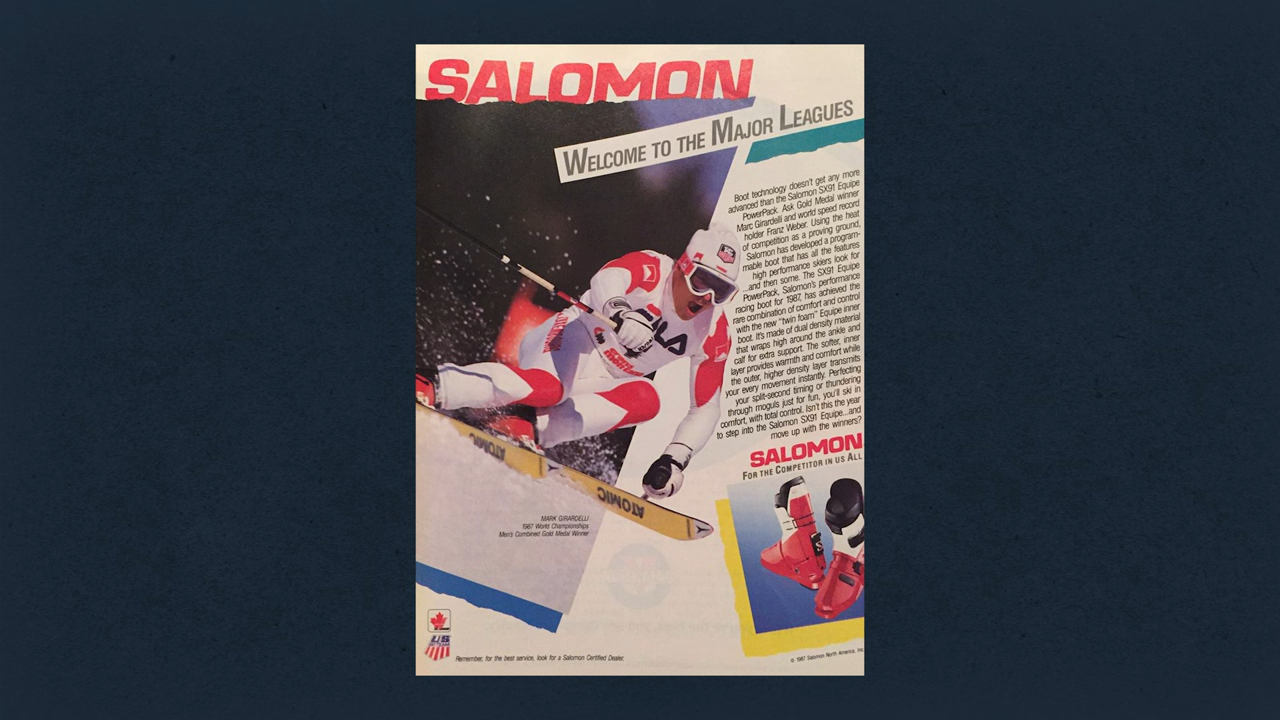 SALOMON
WELCOME TO THE MAJOR LEAGUES
Boot technology doesn't get any more
advanced than the Salomon SX91 Equipe
PowerPack. Ask Gold Medal winner
Marc Girardelli and world speed record
holder Franz Weber. Using the heat
of competition as a proving ground,
Salomon has developed a program-
mable boot that has all the features
high performance skiers look for
...and then some. The SX91 Equipe
PowerPack, Salomon's performance
racing boot for 1987, has achieved the
rare combination of comfort and control
with the new "twin foam" Equipe inner
boot. It's made of dual density material
that wraps high around the ankle and
calf for extra support. The softer, inner
layer provides warmth and comfort while
the outer, higher density layer transmits
your every movement instantly. Perfecting
your split-second timing or thundering
through moguls just for fun, you'll ski in
comfort, with total control. Isn't this the year
to step into the Salomon SX91 Equipe...and
move up with the winners?
SALOMON
FOR THE COMPETITOR IN US ALL
FILA
ATOMIC
ATOMIC
MARK GIRARDELLI
1987 World Championships
Men's Combined Gold Medal Winner
US
Remember, for the best service, look for a Salomon Certified Dealer.
© 1987 Salomon North America, Inc.